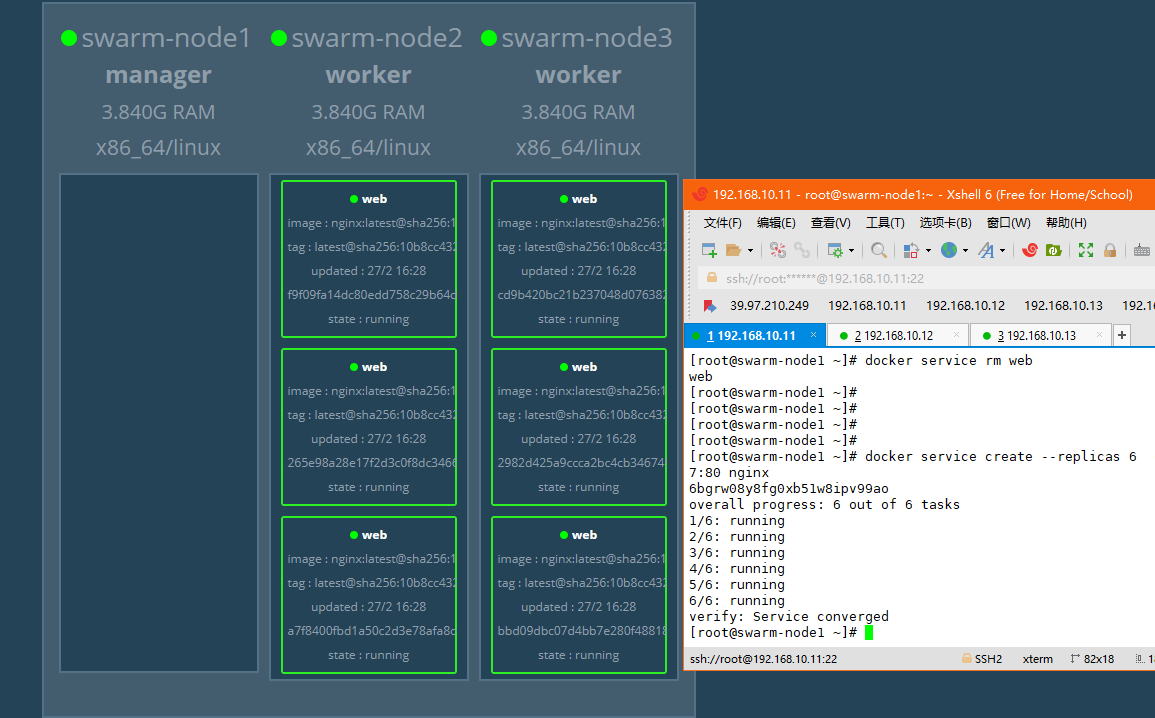 swarm-node1
manager
3.840G RAM
x86_64/linux
swarm-node2
worker
3.840G RAM
x86_64/linux
web
image : nginx:latest@sha256:1
tag : latest@sha256:10b8cc432
updated : 27/2 16:28
f9f09fa14dc80edd758c29b64c
state : running
web
image : nginx:latest@sha256:1
tag : latest@sha256:10b8cc432
updated : 27/2 16:28
265e98a28e17f2d3c0f8dc3466
state : running
web
image : nginx:latest@sha256:1
tag : latest@sha256:10b8cc432
updated : 27/2 16:28
a7f8400fbd1a50c2d3e78afa8c
state : running
swarm-node3
worker
3.840G RAM
x86_64/linux
web
image : nginx:latest@sha256:1
tag : latest@sha256:10b8cc432
updated : 27/2 16:28
cd9b420bc21b237048d076382
state : running
web
image : nginx:latest@sha256:1
tag : latest@sha256:10b8cc432
updated : 27/2 16:28
2982d425a9ccca2bc4cb34674
state : running
web
image : nginx:latest@sha256:1
tag : latest@sha256:10b8cc432
updated : 27/2 16:28
bbd09dbc07d4bb7e280f48818
state : running
192.168.10.11 - root@swarm-node1:~ - Xshell 6 (Free for Home/School)
文件(F) 编辑(E) 查看(V) 工具(T) 选项卡(B) 窗口(W) 帮助(H)
ssh://root:******@192.168.10.11:22
39.97.210.249 192.168.10.11 192.168.10.12 192.168.10.13 192.1
1 192.168.10.11 × 2 192.168.10.12 × 3 192.168.10.13 × +
[root@swarm-node1 ~]# docker service rm web
web
[root@swarm-node1 ~]#
[root@swarm-node1 ~]#
[root@swarm-node1 ~]#
[root@swarm-node1 ~]#
[root@swarm-node1 ~]# docker service create --replicas 6
7:80 nginx
6bgrw08y8fg0xb51w8ipv99ao
overall progress: 6 out of 6 tasks
1/6: running
2/6: running
3/6: running
4/6: running
5/6: running
6/6: running
verify: Service converged
[root@swarm-node1 ~]#
ssh://root@192.168.10.11:22 SSH2 xterm 82x18